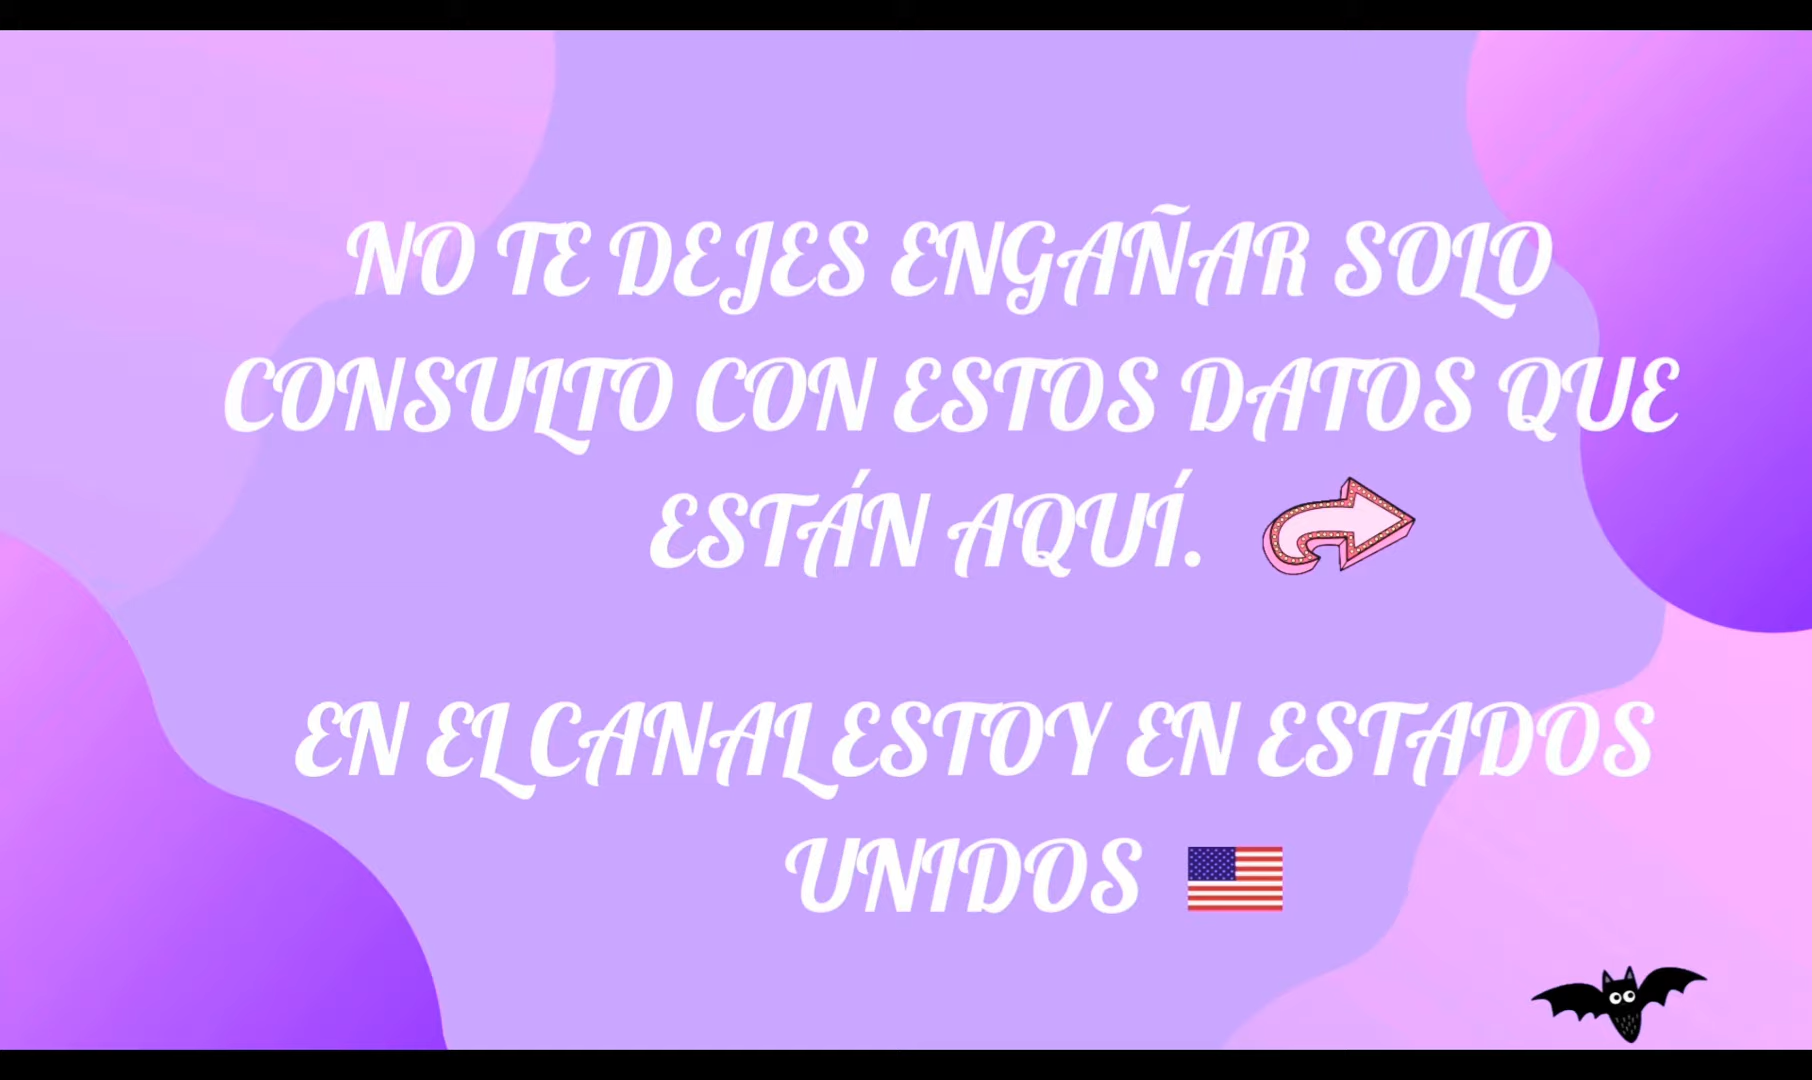 NO TE DEJES ENGAÑAR SOLO
CONSULTO CON ESTOS DATOS QUE
ESTÁN AQUÍ.
EN EL CANAL ESTOY EN ESTADOS
UNIDOS